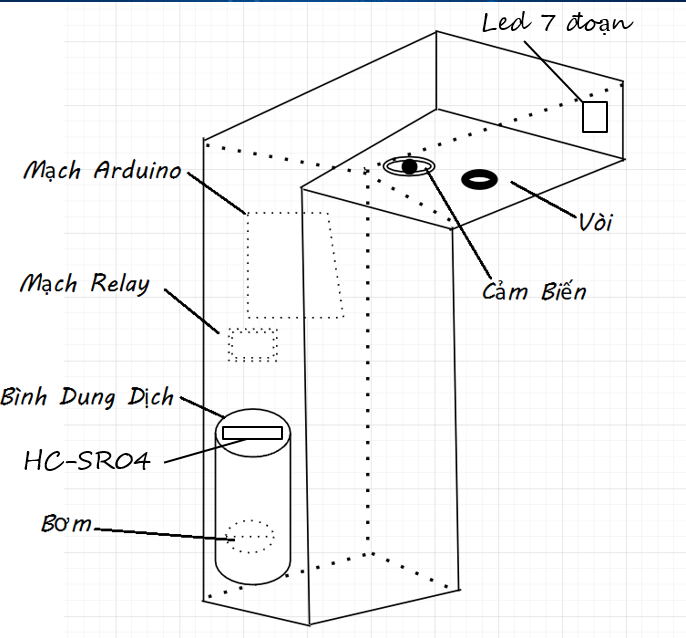 Led 7 đoạn
Mạch Arduino
Vòi
Mạch Relay
Cảm Biến
Bình Dung Dịch
HC-SR04
Bơm